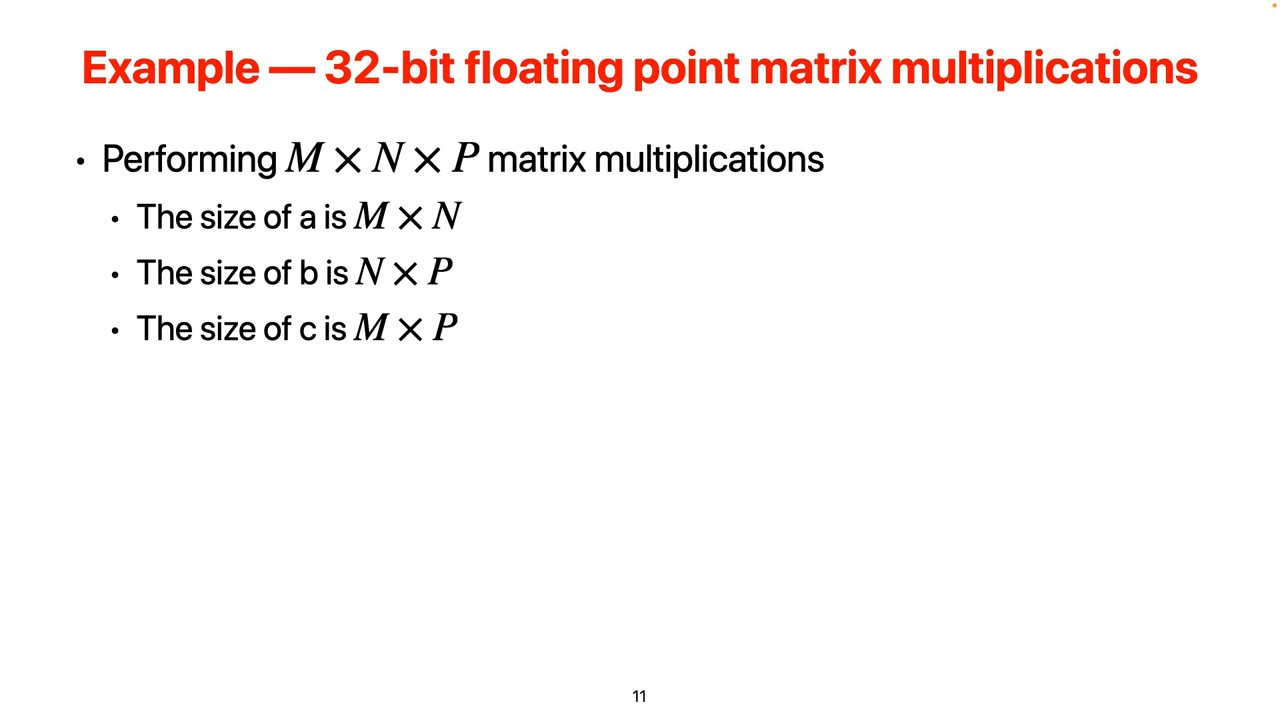 Example — 32-bit floating point matrix multiplications
• Performing M × N × P matrix multiplications
• The size of a is M × N
• The size of b is N × P
• The size of c is M × P
11